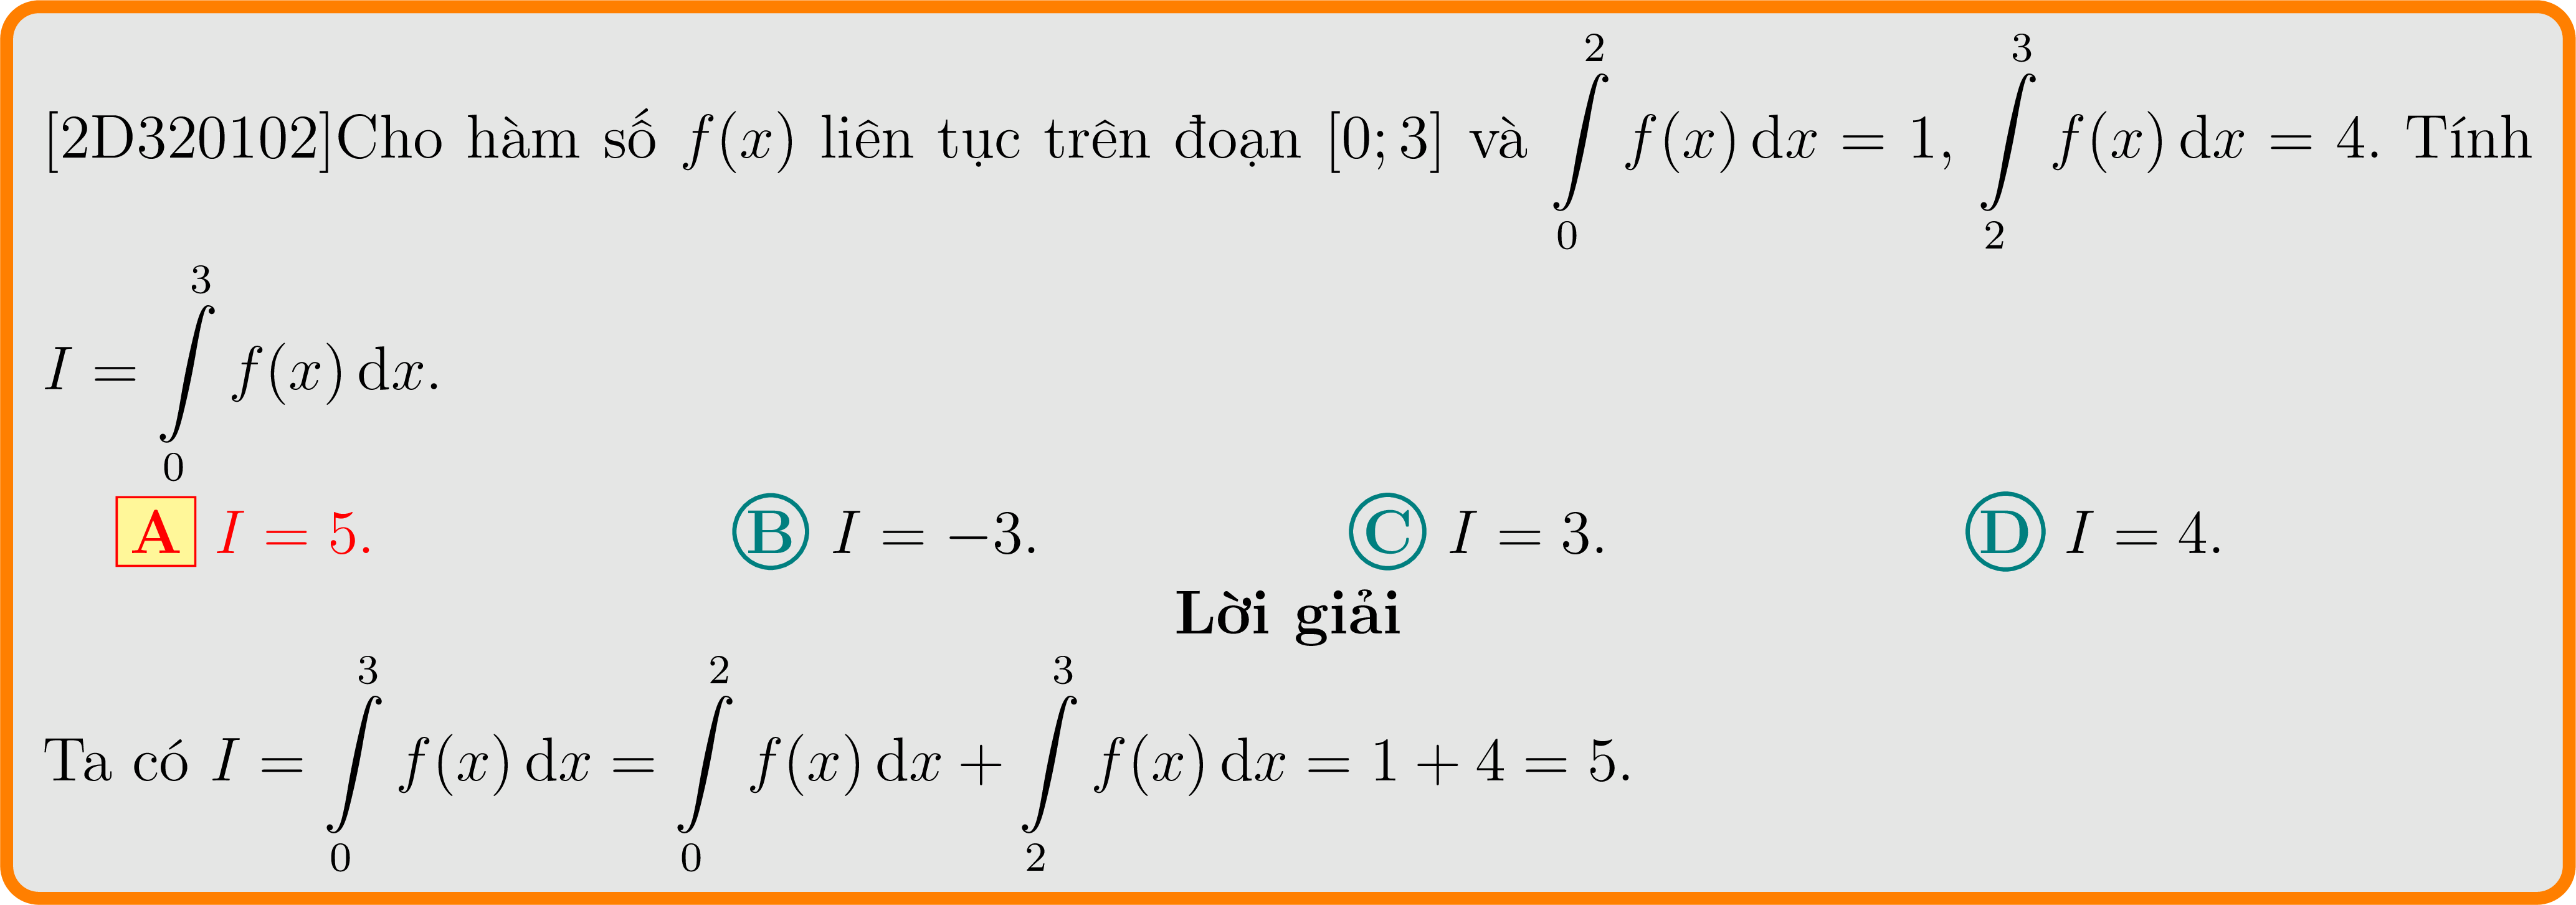 [2D320102]Cho hàm số $f(x)$ liên tục trên đoạn $[0;3]$ và $\int\limits_{0}^{2} f(x)\,\mathrm{d}x = 1$, $\int\limits_{2}^{3} f(x)\,\mathrm{d}x = 4$. Tính
$I = \int\limits_{0}^{3} f(x)\,\mathrm{d}x$.
A $I = 5$. B $I = -3$. C $I = 3$. D $I = 4$.
Lời giải
Ta có $I = \int\limits_{0}^{3} f(x)\,\mathrm{d}x = \int\limits_{0}^{2} f(x)\,\mathrm{d}x + \int\limits_{2}^{3} f(x)\,\mathrm{d}x = 1 + 4 = 5$.